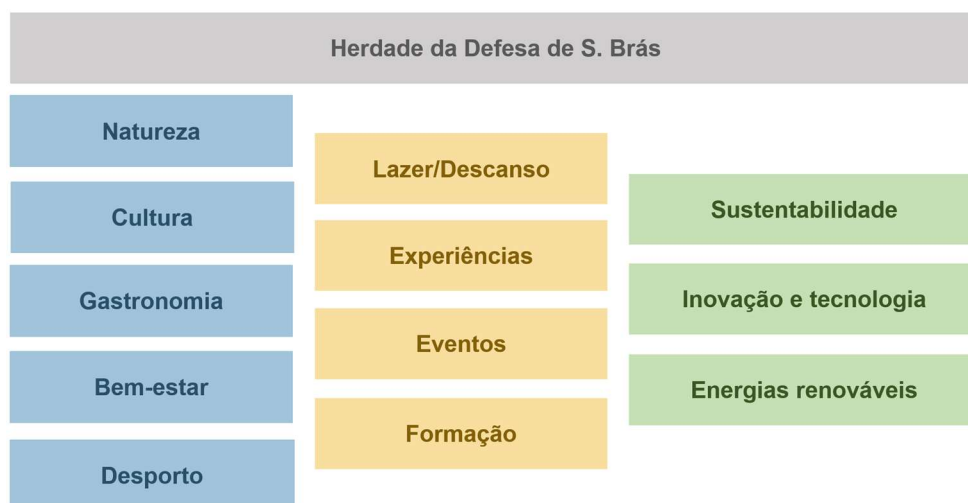 Herdade da Defesa de S. Brás
Natureza
Cultura
Gastronomia
Bem-estar
Desporto
Lazer/Descanso
Experiências
Eventos
Formação
Sustentabilidade
Inovação e tecnologia
Energias renováveis